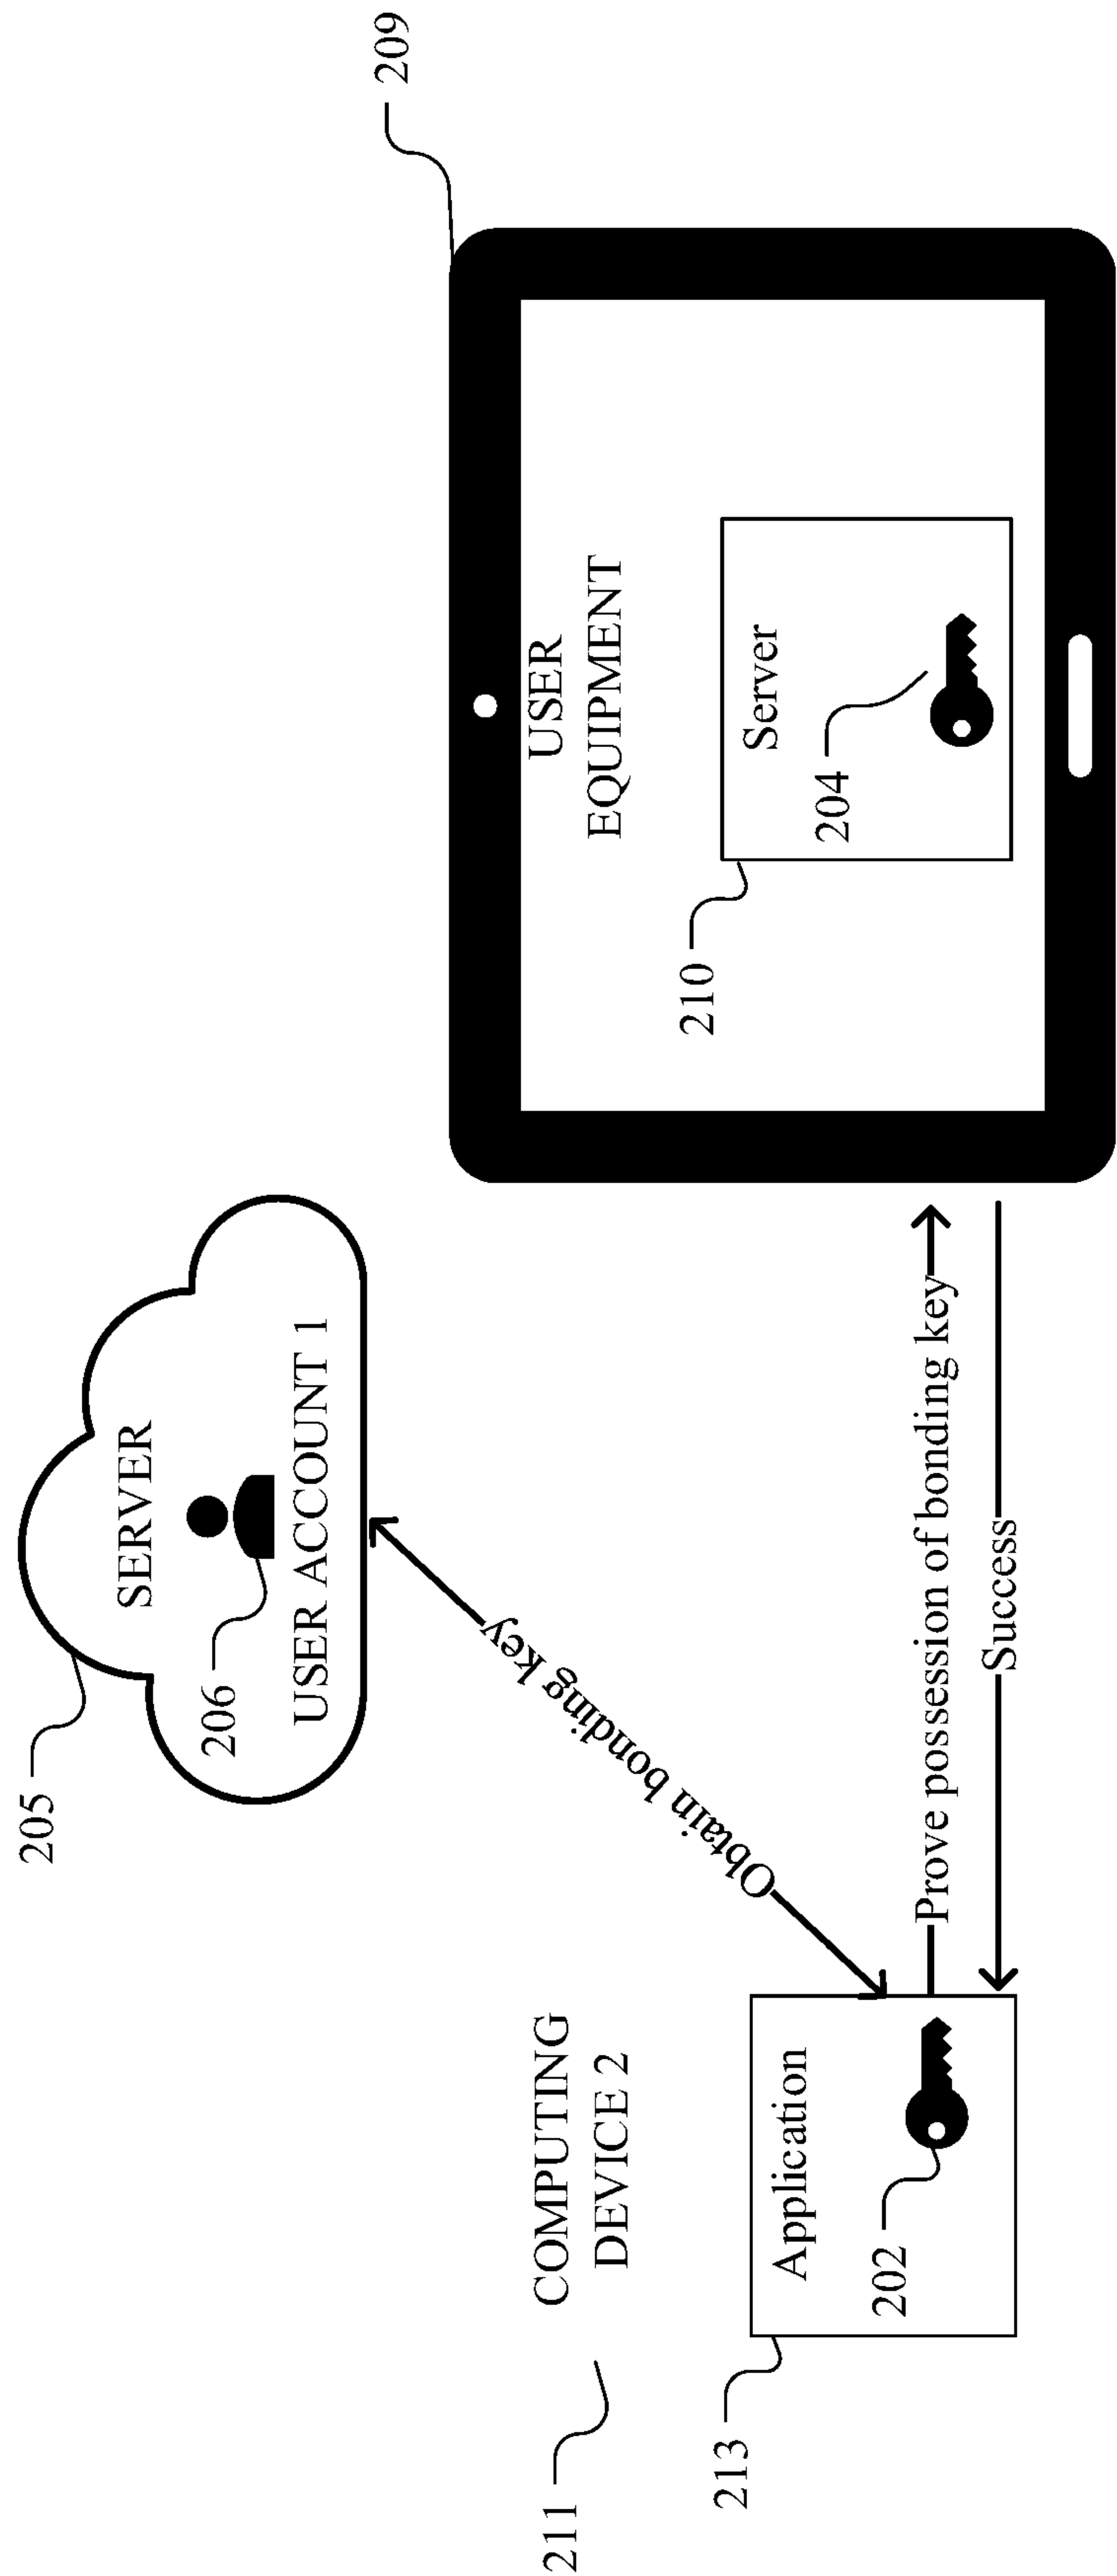 205
SERVER
206
USER ACCOUNT 1
209
Obtain bonding key
211
COMPUTING
DEVICE 2
213
Application
202
Prove possession of bonding key
Success
USER
EQUIPMENT
210
Server
204